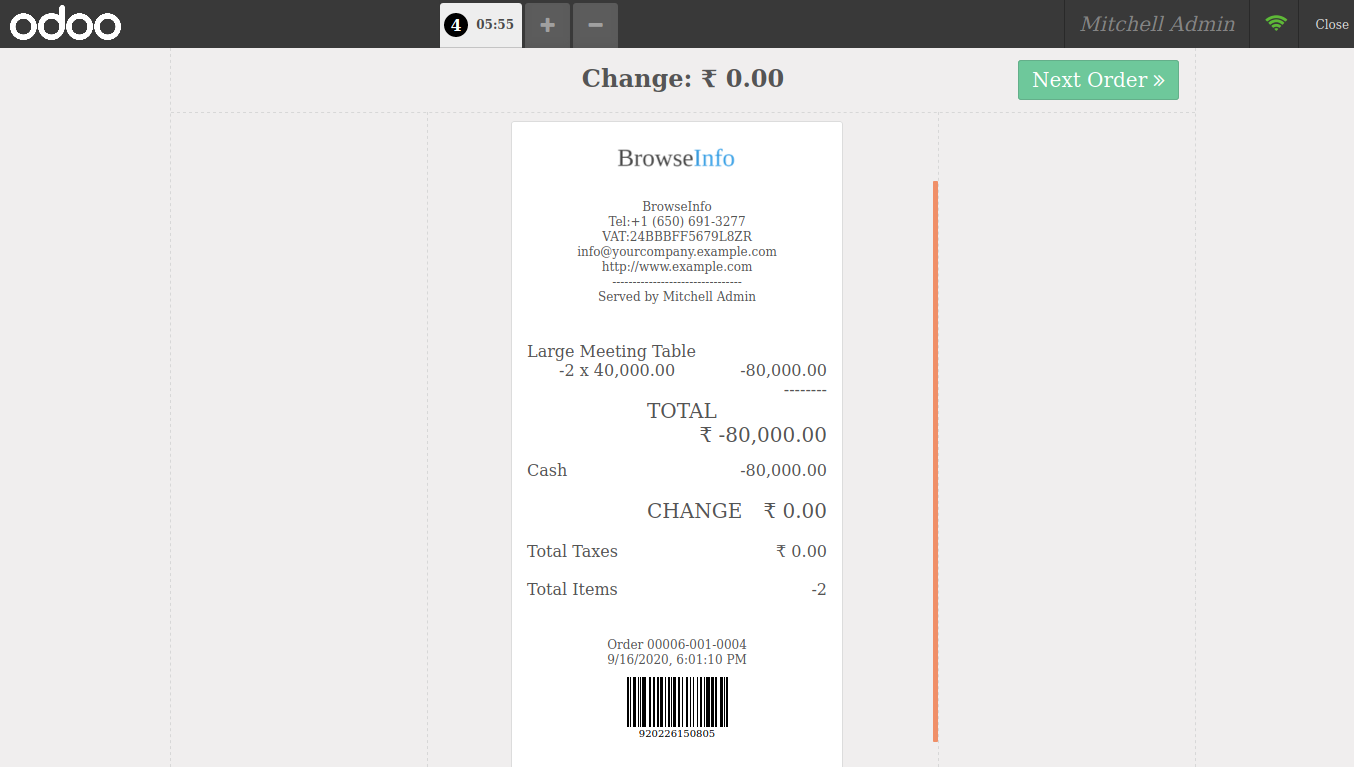 odoo
4 05:55 + −
Mitchell Admin
Close
Change: ₹ 0.00
Next Order »
BrowseInfo
BrowseInfo
Tel:+1 (650) 691-3277
VAT:24BBBFF5679L8ZR
info@yourcompany.example.com
http://www.example.com
--------------------------------
Served by Mitchell Admin
Large Meeting Table
-2 x 40,000.00 -80,000.00
--------
TOTAL
₹ -80,000.00
Cash -80,000.00
CHANGE ₹ 0.00
Total Taxes ₹ 0.00
Total Items -2
Order 00006-001-0004
9/16/2020, 6:01:10 PM
920226150805